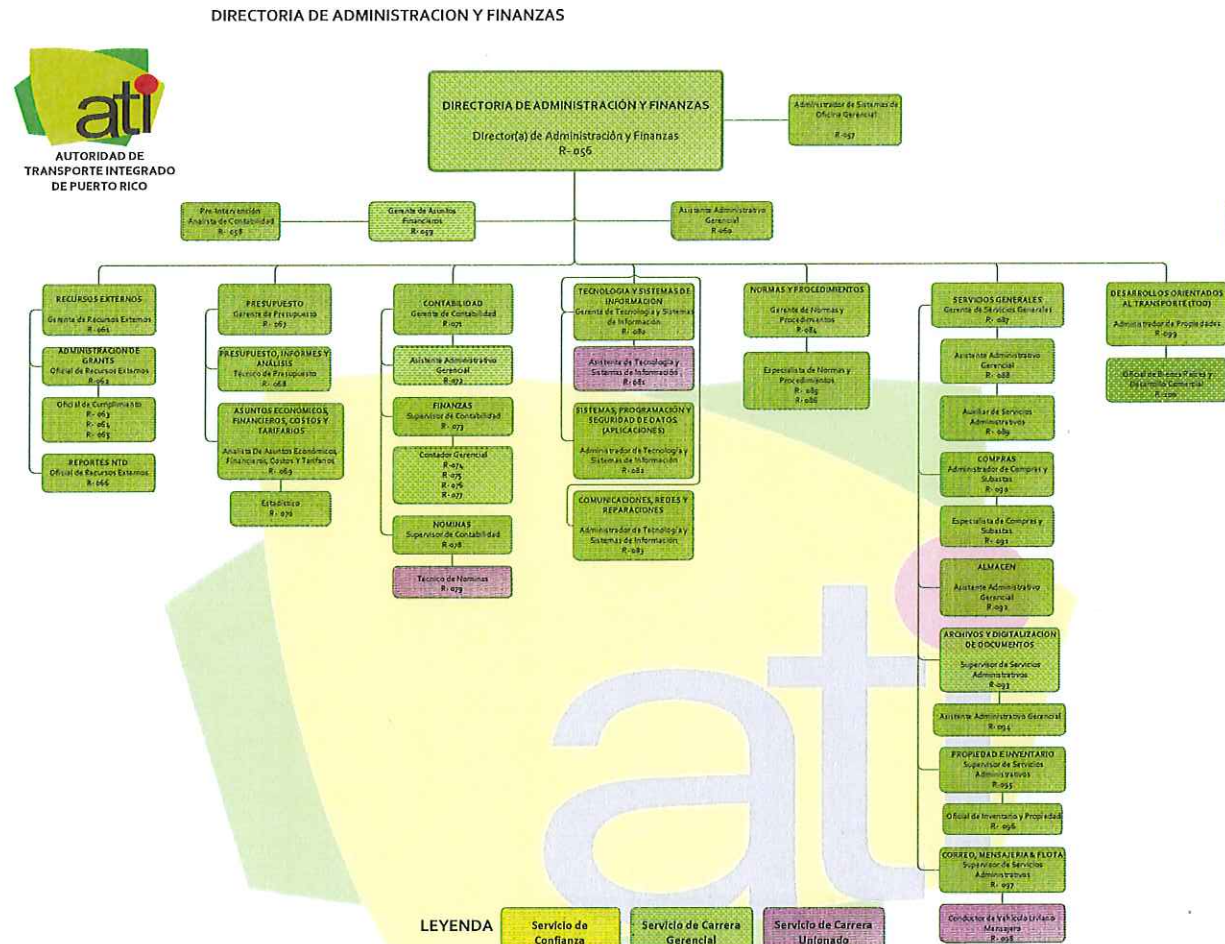 DIRECTORIA DE ADMINISTRACION Y FINANZAS
ati
AUTORIDAD DE
TRANSPORTE INTEGRADO
DE PUERTO RICO
DIRECTORIA DE ADMINISTRACIÓN Y FINANZAS
Director(a) de Administración y Finanzas
R- 056
Administrador de Sistemas de
Oficina Gerencial
R- 057
Pre-Intervención
Analista de Contabilidad
R- 058
Gerente de Asuntos
Financieros
R- 059
Asistente Administrativo
Gerencial
R- 060
RECURSOS EXTERNOS
Gerente de Recursos Externos
R- 061
ADMINISTRACION DE
GRANTS
Oficial de Recursos Externos
R- 062
Oficial de Cumplimiento
R- 063
R- 064
R- 065
REPORTES NTD
Oficial de Recursos Externos
R- 066
PRESUPUESTO
Gerente de Presupuesto
R- 067
PRESUPUESTO, INFORMES Y
ANÁLISIS
Técnico de Presupuesto
R- 068
ASUNTOS ECONÓMICOS,
FINANCIEROS, COSTOS Y
TARIFARIOS
Analista De Asuntos Económicos,
Financieros, Costos Y Tarifarios
R- 069
Estadístico
R- 070
CONTABILIDAD
Gerente de Contabilidad
R- 071
Asistente Administrativo
Gerencial
R- 072
FINANZAS
Supervisor de Contabilidad
R- 073
Contador Gerencial
R- 074
R- 075
R- 076
R- 077
NOMINAS
Supervisor de Contabilidad
R- 078
Técnico de Nominas
R- 079
TECNOLOGIA Y SISTEMAS DE
INFORMACION
Gerente de Tecnología y Sistemas
de Información
R- 080
Asistente de Tecnología y
Sistemas de Información
R- 081
SISTEMAS, PROGRAMACIÓN Y
SEGURIDAD DE DATOS
(APLICACIONES)
Administrador de Tecnología y
Sistemas de Información
R- 082
COMUNICACIONES, REDES Y
REPARACIONES
Administrador de Tecnología y
Sistemas de Información
R- 083
NORMAS Y PROCEDIMIENTOS
Gerente de Normas y
Procedimientos
R- 084
Especialista de Normas y
Procedimientos
R- 085
R- 086
SERVICIOS GENERALES
Gerente de Servicios Generales
R- 087
Asistente Administrativo
Gerencial
R- 088
Auxiliar de Servicios
Administrativos
R- 089
COMPRAS
Administrador de Compras y
Subastas
R- 090
Especialista de Compras y
Subastas
R- 091
ALMACEN
Asistente Administrativo
Gerencial
R- 092
ARCHIVOS Y DIGITALIZACION
DE DOCUMENTOS
Supervisor de Servicios
Administrativos
R- 093
Asistente Administrativo Gerencial
R- 094
PROPIEDAD E INVENTARIO
Supervisor de Servicios
Administrativos
R- 095
Oficial de Inventario y Propiedad
R- 096
CORREO, MENSAJERIA & FLOTA
Supervisor de Servicios
Administrativos
R- 097
Conductor de Vehículo Liviano
Mensajero
R- 098
DESARROLLOS ORIENTADOS
AL TRANSPORTE (TOD)
Administrador de Propiedades
R- 099
Oficial de Bienes Raíces y
Desarrollo Comercial
R- 100
LEYENDA
Servicio de
Confianza
Servicio de Carrera
Gerencial
Servicio de Carrera
Unionado